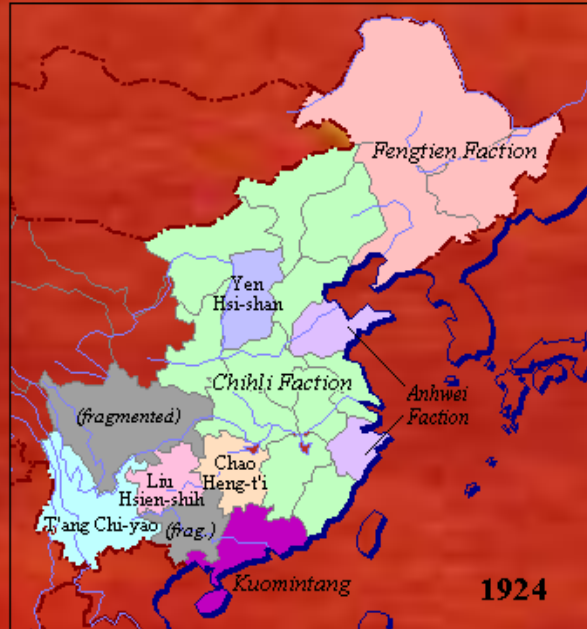 Fengtien Faction
Yen
Hsi-shan
Chihli Faction
Anhwei
Faction
(fragmented)
Chao
Heng-t'i
Liu
Hsien-shih
T'ang Chi-yao
(frag.)
Kuomintang
1924